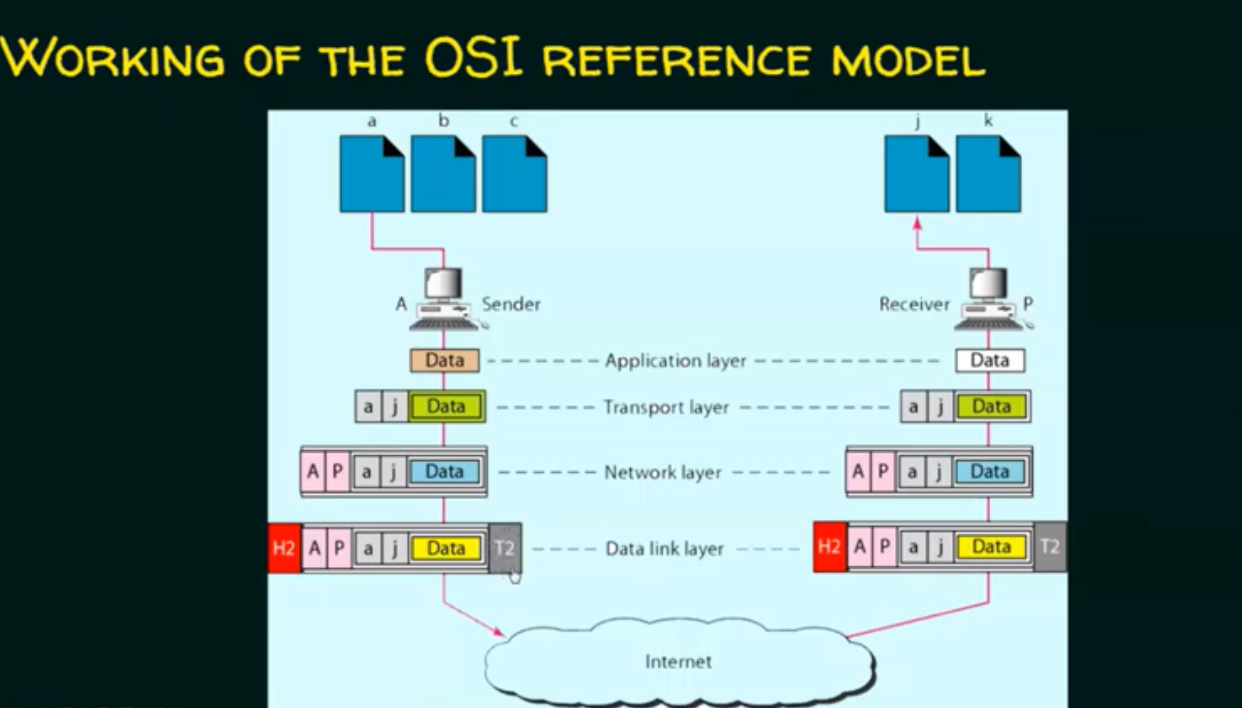 WORKING OF THE OSI REFERENCE MODEL
a b c j k
A Sender Receiver P
Data Application layer Data
a j Data Transport layer a j Data
A P a j Data Network layer A P a j Data
H2 A P a j Data T2 Data link layer H2 A P a j Data T2
Internet